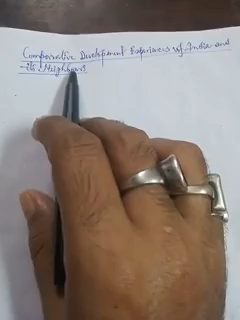 Comparative Development Experiences of India and
its Neighbours